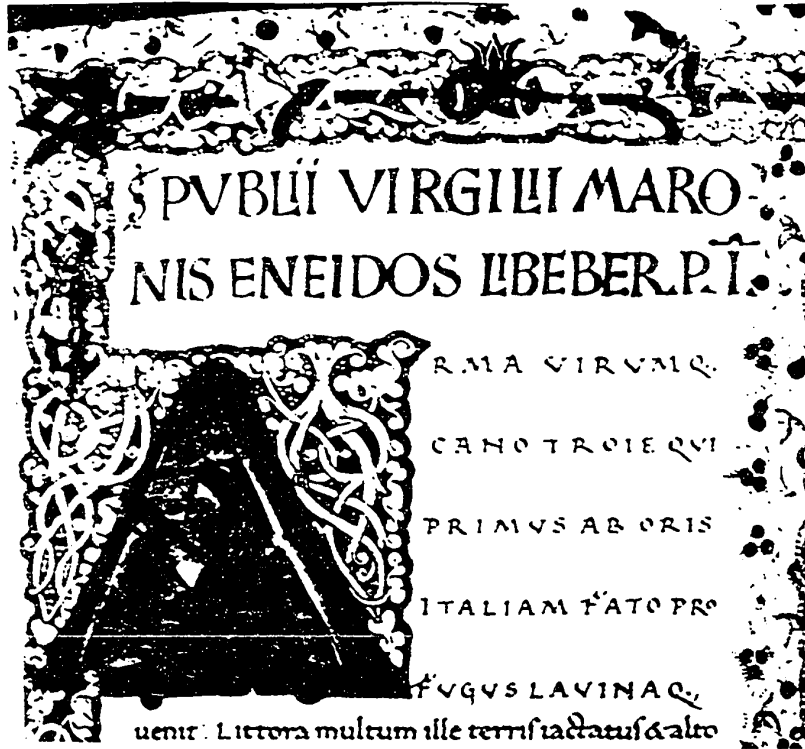 PVBLII VIRGILII MARO
NIS ENEIDOS LIBEBER.P.I.
ARMA VIRVMQ.
CANO TROIE QVI
PRIMVS AB ORIS
ITALIAM FATO PRO
FVGVS LAVINAQ.,
uenit: Littora multum ille terris iactatus & alto